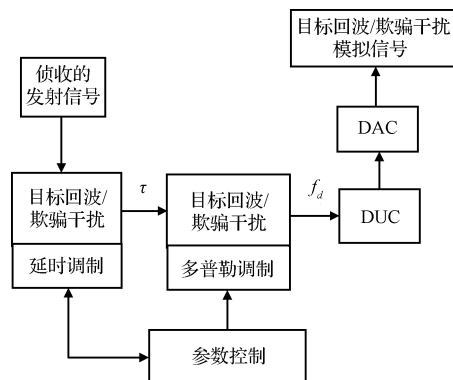 目标回波/欺骗干扰
模拟信号
侦收的
发射信号
DAC
目标回波/
欺骗干扰
τ
目标回波/
欺骗干扰
f_d
DUC
延时调制
多普勒调制
参数控制